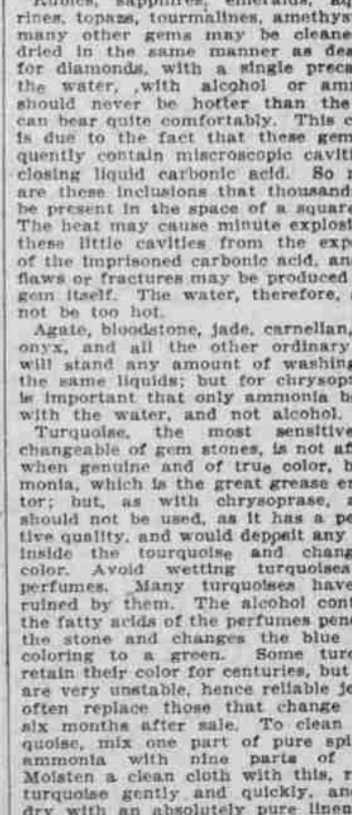 Rubies, sapphires, emeralds, aq
rines, topazs, tourmalines, amethys
many other gems may be cleane
dried in the same manner as des
for diamonds, with a single preca
the water, ,with alcohol or am
should never be hotter than the
can bear quite comfortably. This c
is due to the fact that these gem
quently contain miscroscopic caviti
closing liquid carbonic acid. So
are these inclusions that thousand
be present in the space of a square
The heat may cause minute explosi
these little cavities from the exp
of the imprisoned carbonic acid, an
flaws or fractures may be produced
gem itself. The water, therefore,
not be too hot.
Agate, bloodstone, jade, carnelian,
onyx, and all the other ordinary
will stand any amount of washing
the same liquids; but for chrysop
is important that only ammonia b
with the water, and not alcohol.
Turquoise, the most sensitive
changeable of gem stones, is not af
when genuine and of true color, b
monia, which is the great grease er
tor; but, as with chrysoprase, a
should not be used, as it has a pe
tive quality, and would deposit any
inside the tourquoise and chang
color. Avoid wetting turquoises
perfumes. Many turquoises have
ruined by them. The alcohol cont
the fatty acids of the perfumes pene
the stone and changes the blue
coloring to a green. Some turq
retain their color for centuries, but
are very unstable, hence reliable je
often replace those that change
six months after sale. To clean
quoise, mix one part of pure spi
ammonia with nine parts of
Moisten a clean cloth with this, r
turquoise gently and quickly, an
dry with an absolutely pure linen